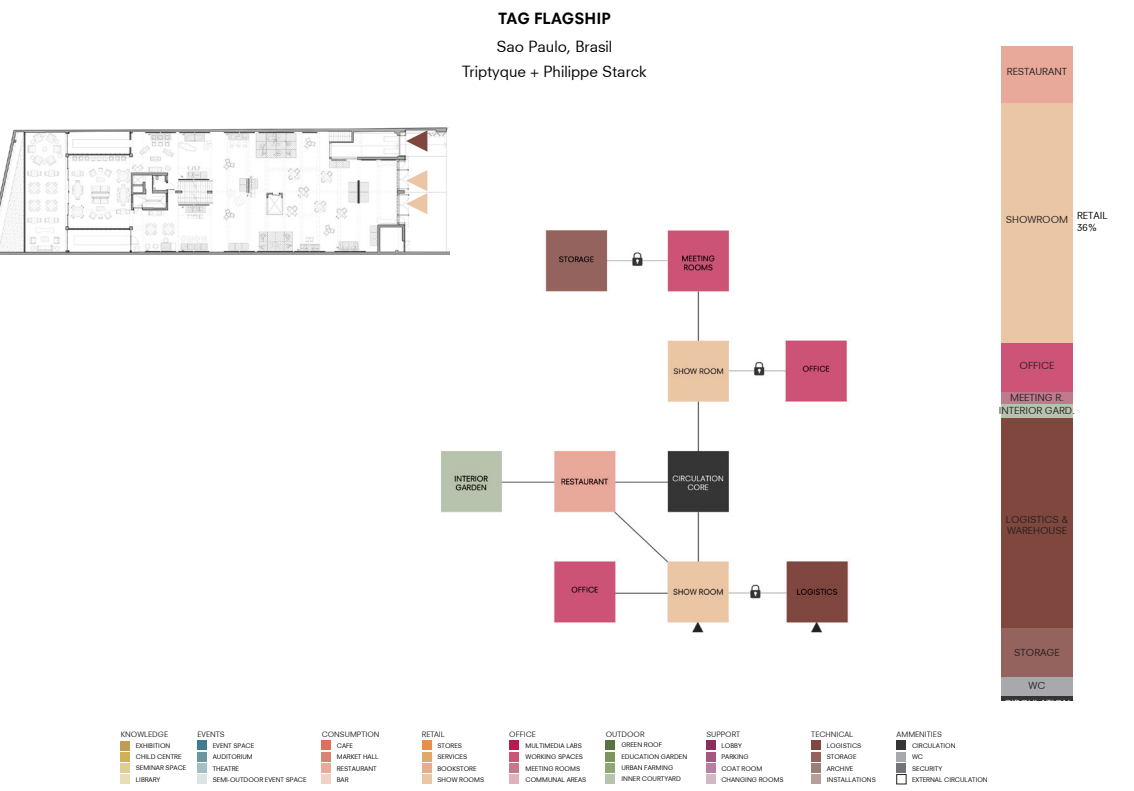 TAG FLAGSHIP
Sao Paulo, Brasil
Triptyque + Philippe Starck
RESTAURANT
SHOWROOM
RETAIL
36%
OFFICE
MEETING R.
INTERIOR GARD.
LOGISTICS &
WAREHOUSE
STORAGE
WC
STORAGE
MEETING
ROOMS
SHOW ROOM
OFFICE
INTERIOR
GARDEN
RESTAURANT
CIRCULATION
CORE
OFFICE
SHOW ROOM
LOGISTICS
KNOWLEDGE
EXHIBITION
CHILD CENTRE
SEMINAR SPACE
LIBRARY
EVENTS
EVENT SPACE
AUDITORIUM
THEATRE
SEMI-OUTDOOR EVENT SPACE
CONSUMPTION
CAFE
MARKET HALL
RESTAURANT
BAR
RETAIL
STORES
SERVICES
BOOKSTORE
SHOW ROOMS
OFFICE
MULTIMEDIA LABS
WORKING SPACES
MEETING ROOMS
COMMUNAL AREAS
OUTDOOR
GREEN ROOF
EDUCATION GARDEN
URBAN FARMING
INNER COURTYARD
SUPPORT
LOBBY
PARKING
COAT ROOM
CHANGING ROOMS
TECHNICAL
LOGISTICS
STORAGE
ARCHIVE
INSTALLATIONS
AMMENITIES
CIRCULATION
WC
SECURITY
EXTERNAL CIRCULATION